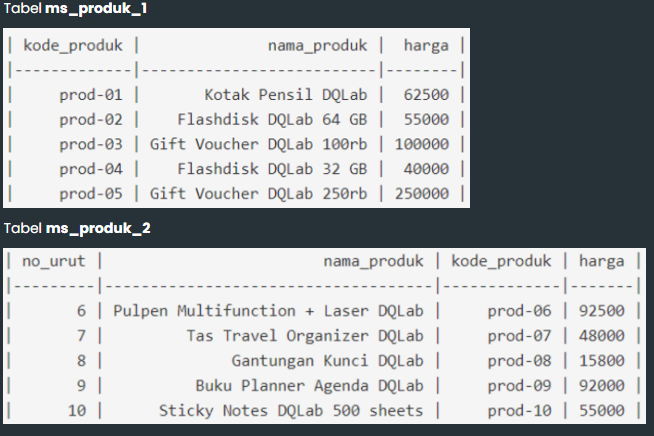 Tabel ms_produk_1
| kode_produk | nama_produk | harga |
|-------------|--------------------------|--------|
| prod-01 | Kotak Pensil DQLab | 62500 |
| prod-02 | Flashdisk DQLab 64 GB | 55000 |
| prod-03 | Gift Voucher DQLab 100rb | 100000 |
| prod-04 | Flashdisk DQLab 32 GB | 40000 |
| prod-05 | Gift Voucher DQLab 250rb | 250000 |
Tabel ms_produk_2
| no_urut | nama_produk | kode_produk | harga |
|---------|-----------------------------------|-------------|-------|
| 6 | Pulpen Multifunction + Laser DQLab | prod-06 | 92500 |
| 7 | Tas Travel Organizer DQLab | prod-07 | 48000 |
| 8 | Gantungan Kunci DQLab | prod-08 | 15800 |
| 9 | Buku Planner Agenda DQLab | prod-09 | 92000 |
| 10 | Sticky Notes DQLab 500 sheets | prod-10 | 55000 |